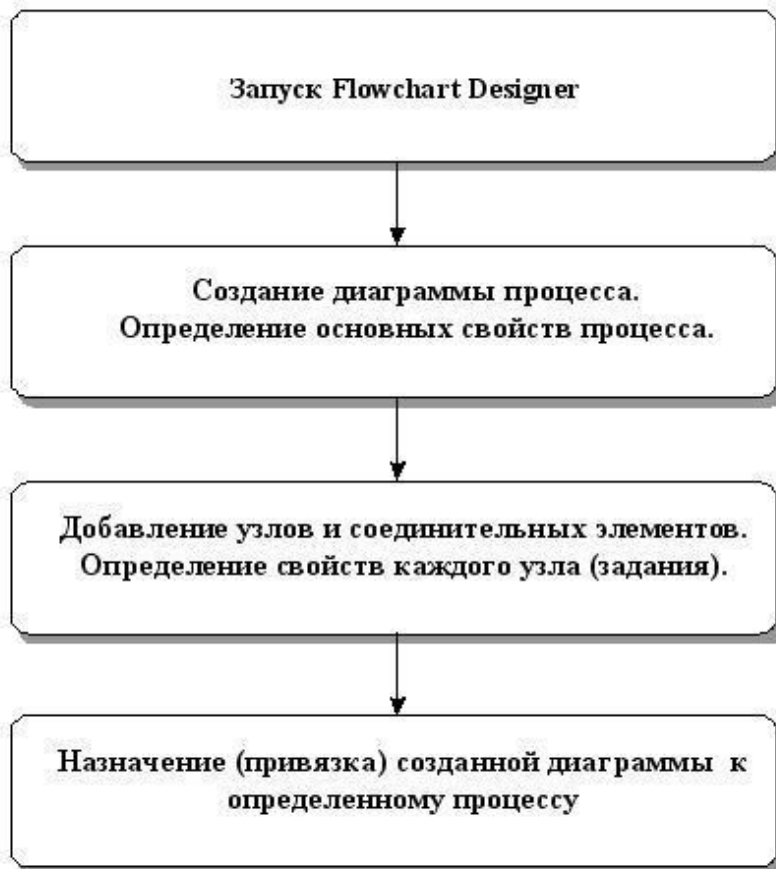 Запуск Flowchart Designer
Создание диаграммы процесса.
Определение основных свойств процесса.
Добавление узлов и соединительных элементов.
Определение свойств каждого узла (задания).
Назначение (привязка) созданной диаграммы к
определенному процессу